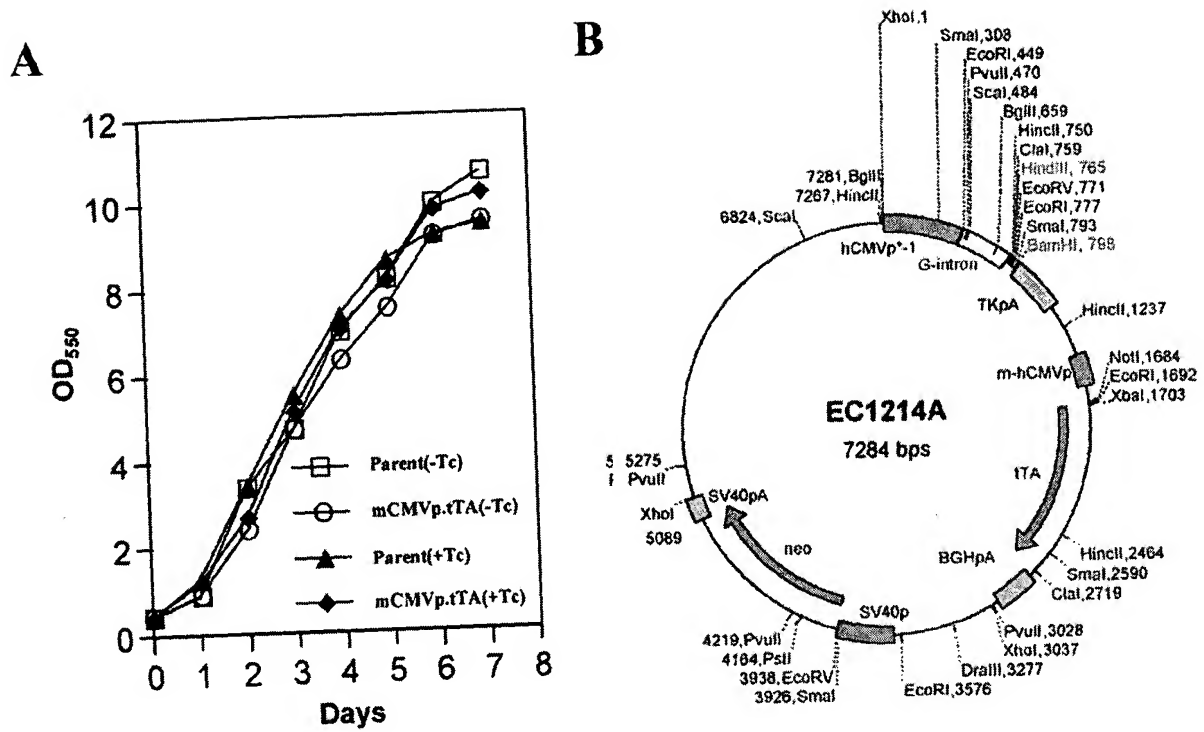 A
12
10
8
6
4
2
0
OD550
0 1 2 3 4 5 6 7 8
Days
Parent(-Tc)
mCMVp.tTA(-Tc)
Parent(+Tc)
mCMVp.tTA(+Tc)
B
XhoI,1
SmaI,308
EcoRI,449
PvuII,470
ScaI,484
BglII,659
HincII,750
ClaI,759
HindIII, 765
EcoRV,771
EcoRI,777
SmaI,793
BamHI, 798
7281,BglII
7267,HincII
6824,ScaI
hCMVp*-1
G-intron
TKpA
HincII,1237
m-hCMVp
NotI,1684
EcoRI,1692
XbaI,1703
EC1214A
7284 bps
tTA
5275
PvuII
SV40pA
XhoI
5089
neo
BGHpA
HincII,2464
SmaI,2590
ClaI,2719
SV40p
PvuII,3028
XhoI,3037
DraIII,3277
EcoRI,3576
4219,PvuII
4164,PstI
3938,EcoRV
3926,SmaI